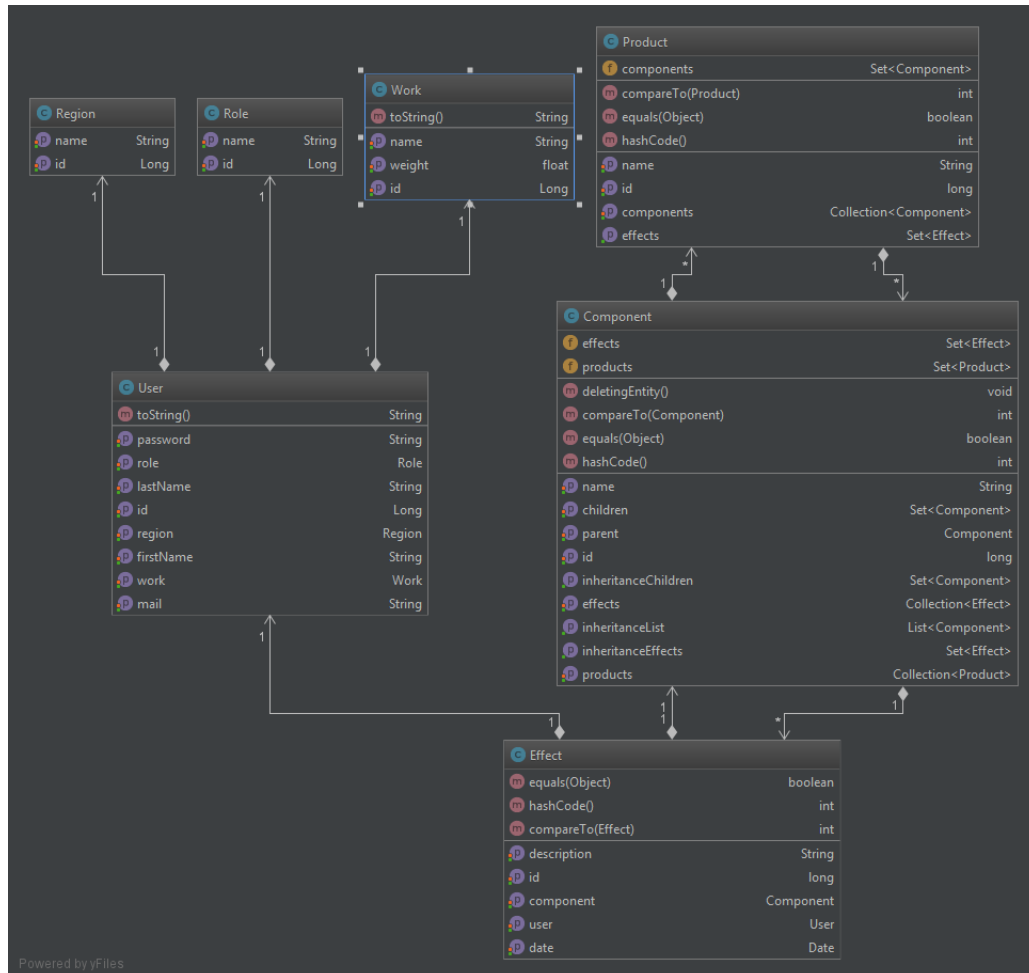 Product
components Set<Component>
compareTo(Product) int
equals(Object) boolean
hashCode() int
name String
id long
components Collection<Component>
effects Set<Effect>
Work
toString() String
name String
weight float
id Long
Region
name String
id Long
Role
name String
id Long
1
1
1
*
1
1
*
Component
effects Set<Effect>
products Set<Product>
deletingEntity() void
compareTo(Component) int
equals(Object) boolean
hashCode() int
name String
children Set<Component>
parent Component
id long
inheritanceChildren Set<Component>
effects Collection<Effect>
inheritanceList List<Component>
inheritanceEffects Set<Effect>
products Collection<Product>
1
1
1
User
toString() String
password String
role Role
lastName String
id Long
region Region
firstName String
work Work
mail String
1
1
1
1
1
*
1
Effect
equals(Object) boolean
hashCode() int
compareTo(Effect) int
description String
id long
component Component
user User
date Date
Powered by yFiles